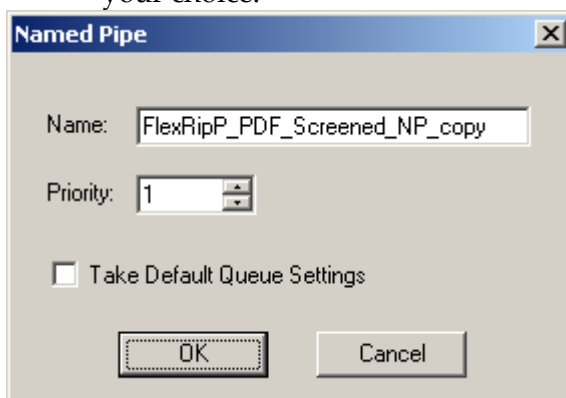 your choice.
Named Pipe
Name: FlexRipP_PDF_Screened_NP_copy
Priority: 1
Take Default Queue Settings
OK Cancel